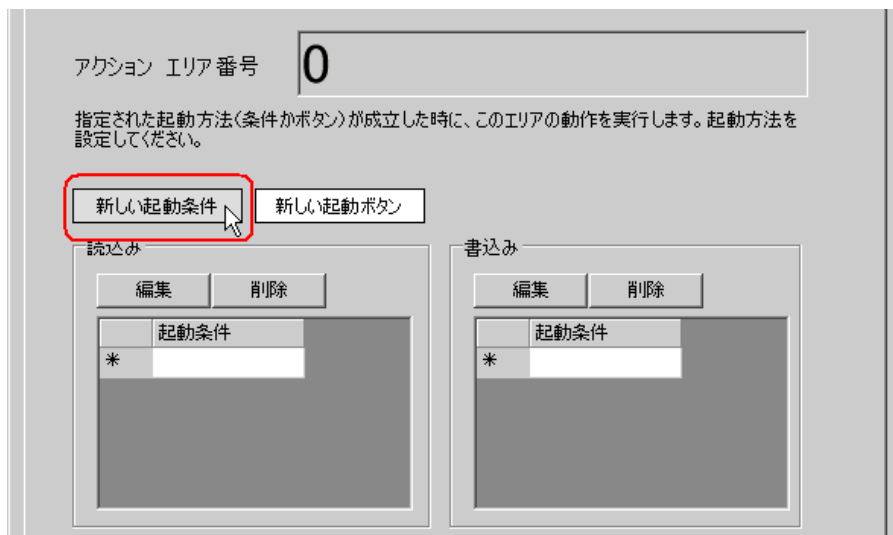 アクション エリア番号 0
指定された起動方法(条件かボタン)が成立した時に、このエリアの動作を実行します。起動方法を
設定してください。
新しい起動条件 新しい起動ボタン
読込み 書込み
編集 削除 編集 削除
起動条件 起動条件
* *